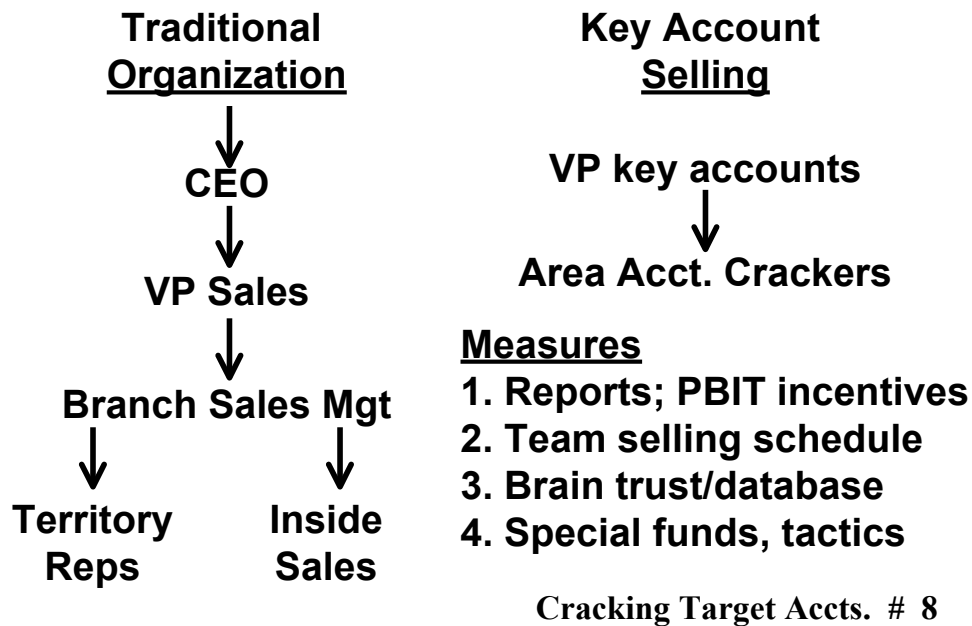 Traditional
Organization
CEO
VP Sales
Branch Sales Mgt
Territory
Reps
Inside
Sales
Key Account
Selling
VP key accounts
Area Acct. Crackers
Measures
1. Reports; PBIT incentives
2. Team selling schedule
3. Brain trust/database
4. Special funds, tactics
Cracking Target Accts. # 8